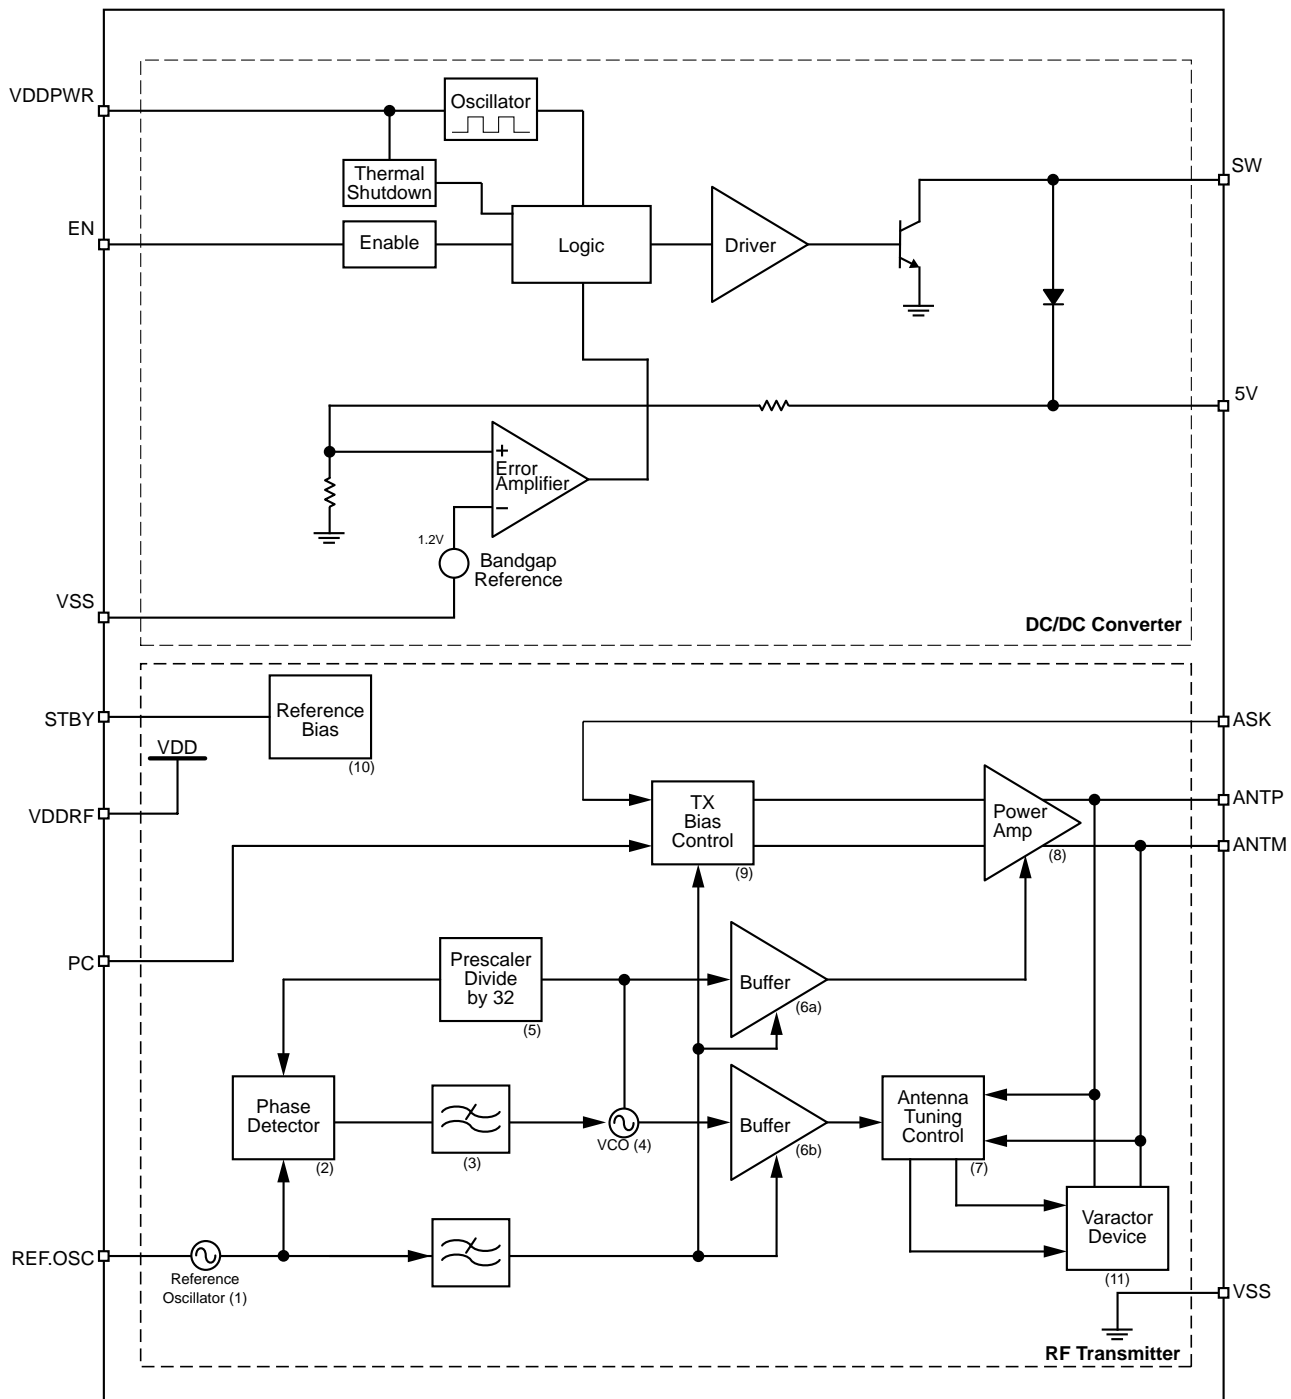 VDDPWR
Oscillator
Thermal
Shutdown
SW
EN
Enable
Logic
Driver
5V
+
Error
Amplifier
−
1.2V
Bandgap
Reference
VSS
DC/DC Converter
STBY
Reference
Bias
(10)
ASK
VDD
VDDRF
TX
Bias
Control
(9)
Power
Amp
(8)
ANTP
ANTM
PC
Prescaler
Divide
by 32
(5)
Buffer
(6a)
Phase
Detector
(2)
(3)
VCO (4)
Buffer
(6b)
Antenna
Tuning
Control
(7)
Varactor
Device
(11)
REF.OSC
Reference
Oscillator (1)
VSS
RF Transmitter